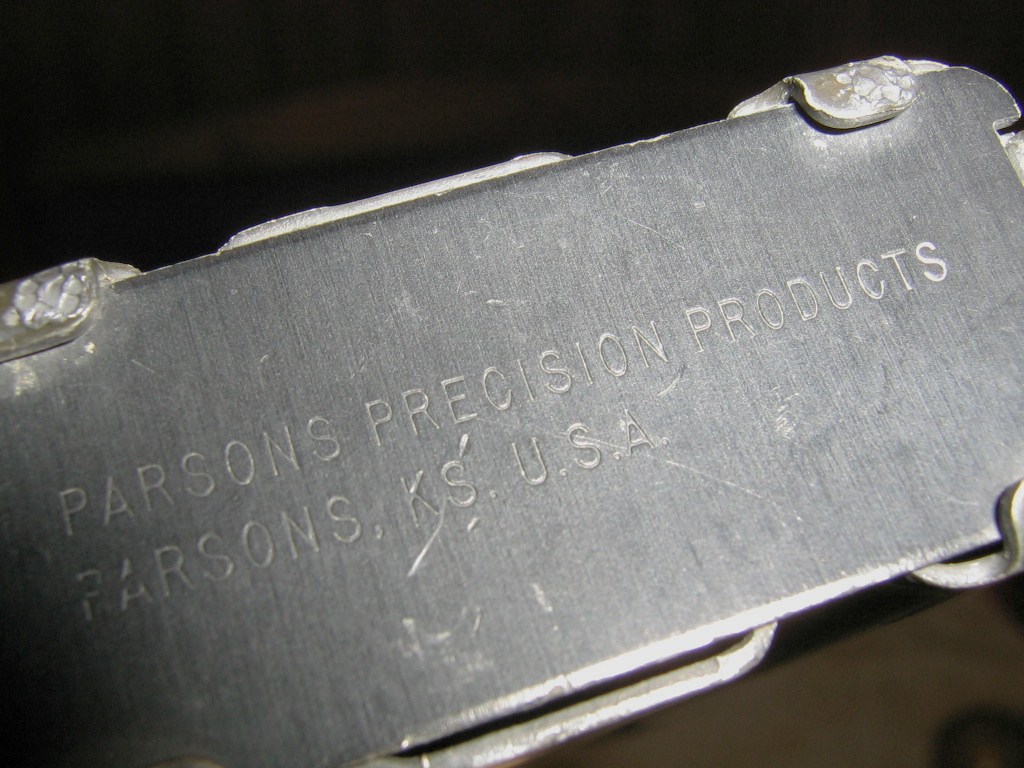 PARSONS PRECISION PRODUCTS
PARSONS, KS. U.S.A.